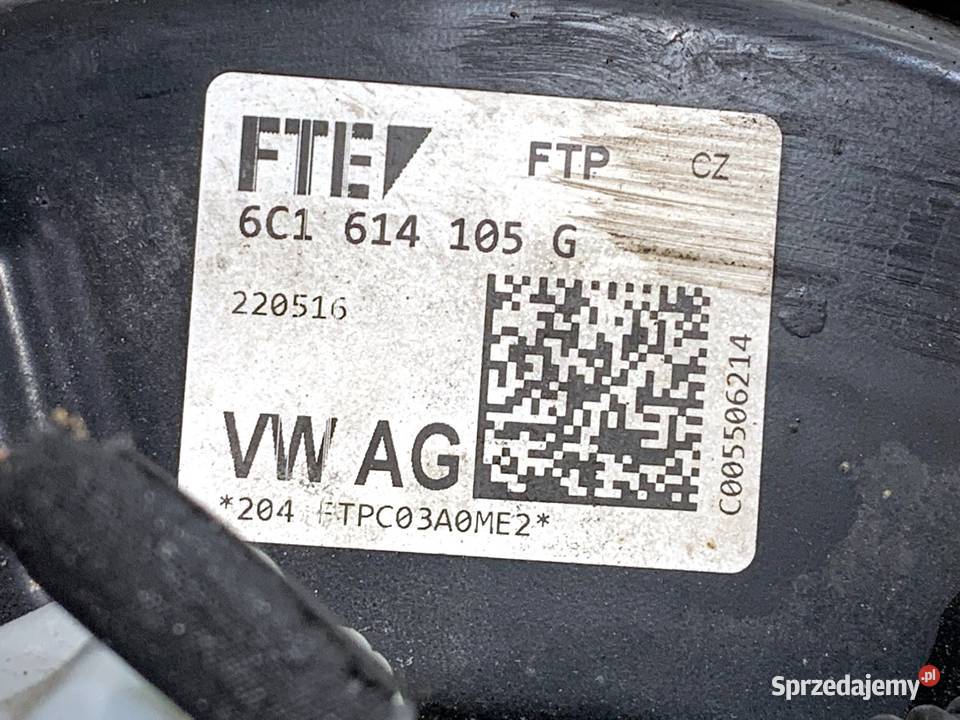 FTE FTP CZ
6C1 614 105 G
220516
C005506214
VW AG
*204 FTPC03A0ME2*
Sprzedajemy.pl